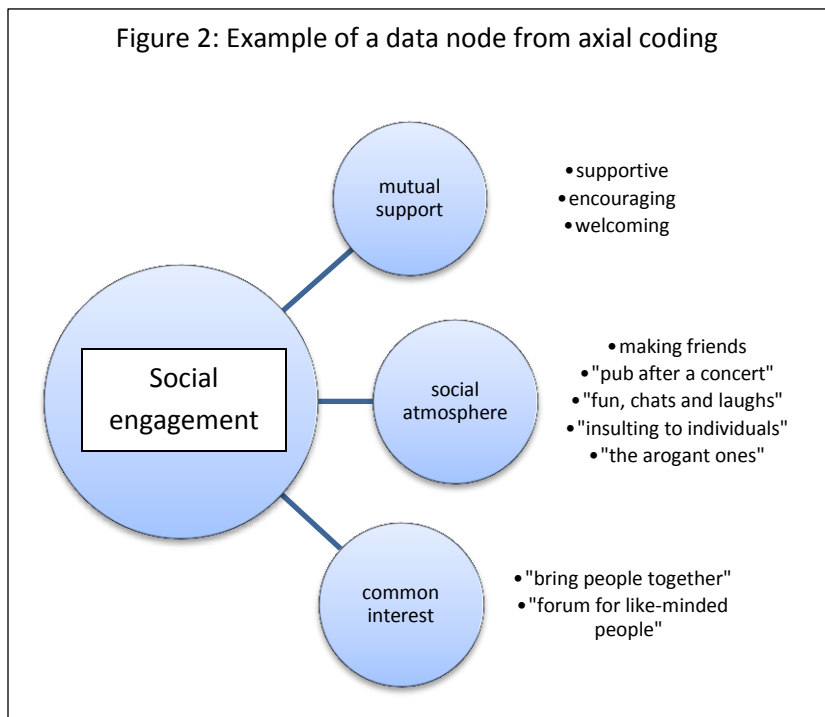 Figure 2: Example of a data node from axial coding
mutual
support
•supportive
•encouraging
•welcoming
Social
engagement
social
atmosphere
•making friends
•"pub after a concert"
•"fun, chats and laughs"
•"insulting to individuals"
•"the arogant ones"
common
interest
•"bring people together"
•"forum for like-minded
people"